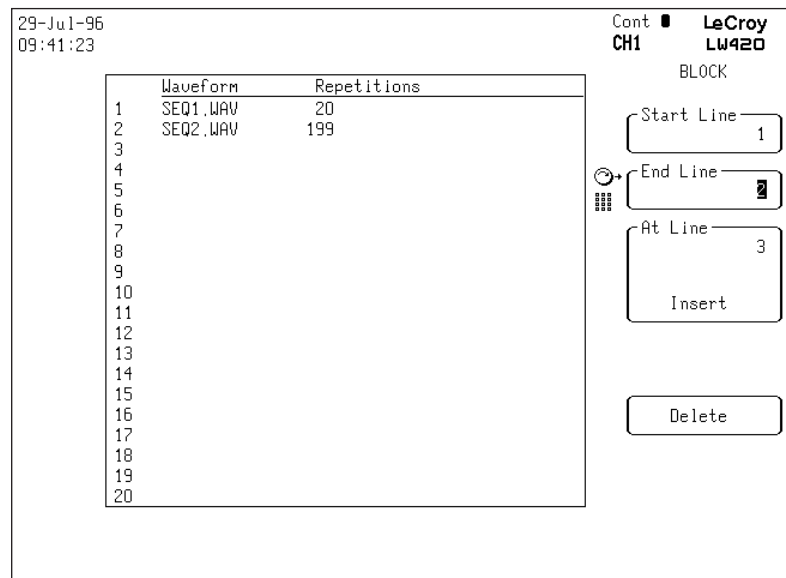 29-Jul-96
09:41:23
Cont
CH1
LeCroy
LW420
BLOCK
Waveform Repetitions
1 SEQ1.WAV 20
2 SEQ2.WAV 199
3
4
5
6
7
8
9
10
11
12
13
14
15
16
17
18
19
20
Start Line
1
End Line
2
At Line
3
Insert
Delete